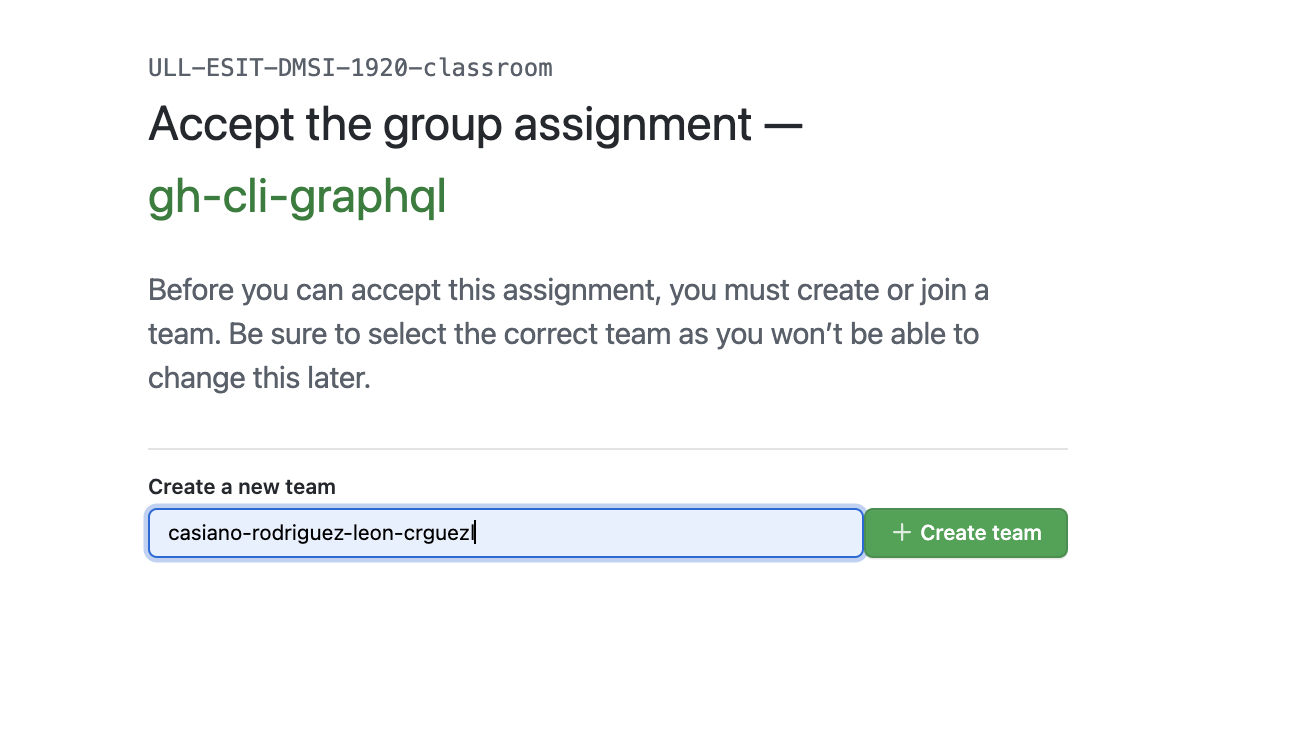 ULL-ESIT-DMSI-1920-classroom
Accept the group assignment —
gh-cli-graphql
Before you can accept this assignment, you must create or join a
team. Be sure to select the correct team as you won’t be able to
change this later.
Create a new team
casiano-rodriguez-leon-crguezl
+ Create team